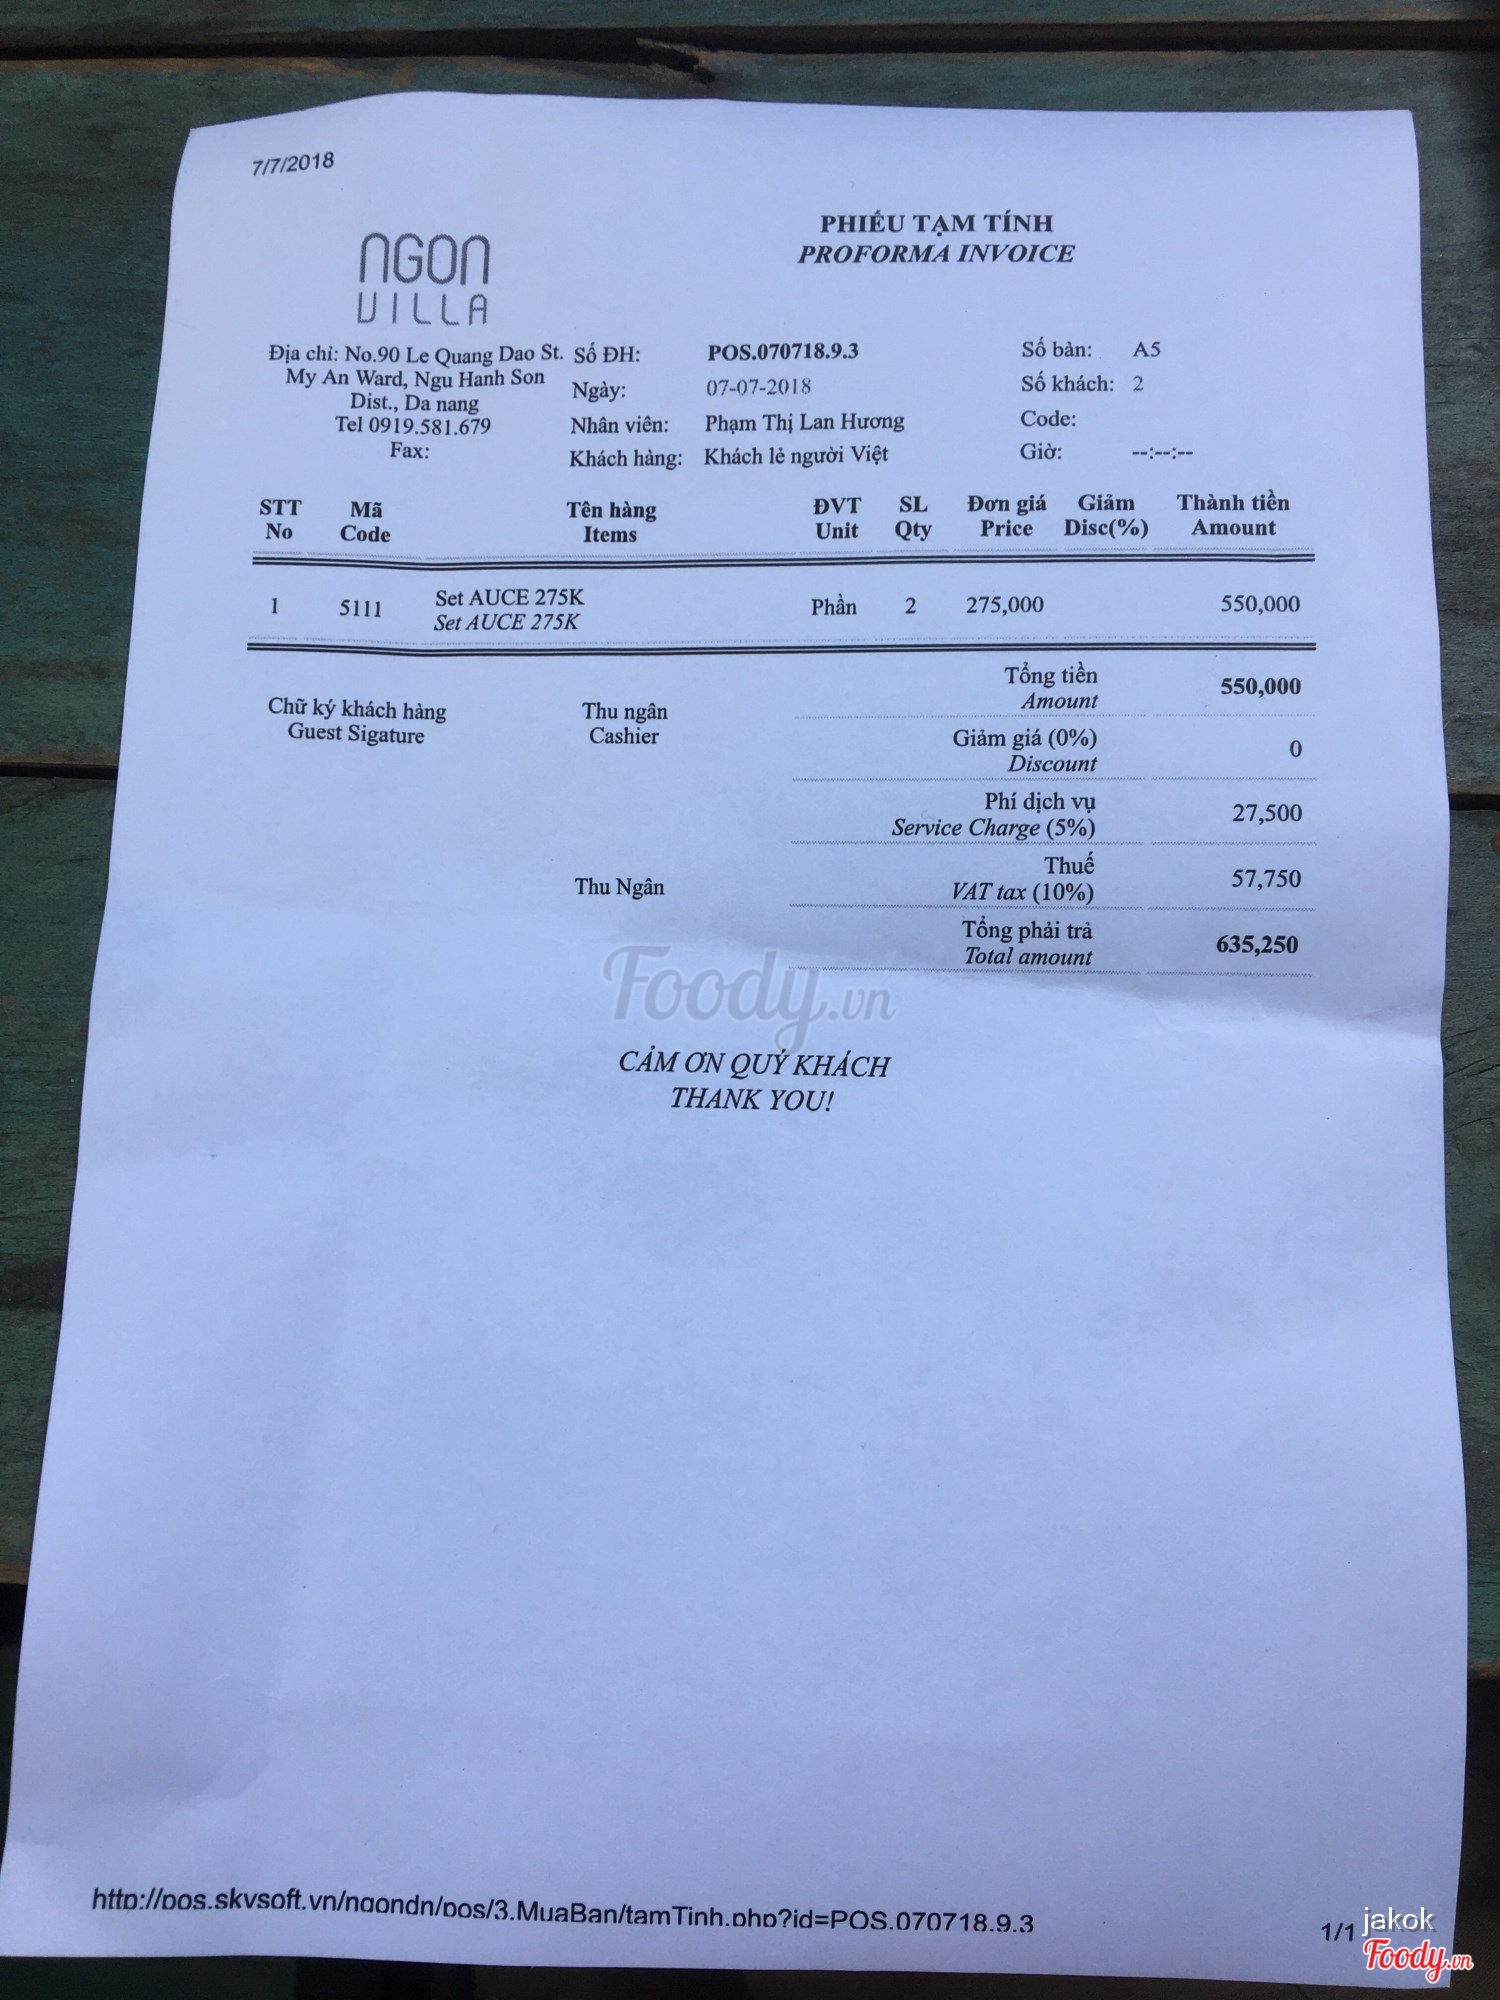 7/7/2018
NGON
VILLA
PHIẾU TẠM TÍNH
PROFORMA INVOICE
Địa chỉ: No.90 Le Quang Dao St.
My An Ward, Ngu Hanh Son
Dist., Da nang
Tel 0919.581.679
Fax:
Số ĐH: POS.070718.9.3 Số bàn: A5
Ngày: 07-07-2018 Số khách: 2
Nhân viên: Phạm Thị Lan Hương Code:
Khách hàng: Khách lẻ người Việt Giờ: --:--:--
STT Mã Tên hàng ĐVT SL Đơn giá Giảm Thành tiền
No Code Items Unit Qty Price Disc(%) Amount
1 5111 Set AUCE 275K Phần 2 275,000 550,000
Set AUCE 275K
Tổng tiền 550,000
Amount
Chữ ký khách hàng Thu ngân
Guest Sigature Cashier
Giảm giá (0%) 0
Discount
Phí dịch vụ 27,500
Service Charge (5%)
Thuế 57,750
VAT tax (10%)
Thu Ngân
Tổng phải trả 635,250
Total amount
Foody.vn
CẢM ƠN QUÝ KHÁCH
THANK YOU!
http://pos.skysoft.vn/ngondn/pos/3.MuaBan/tamTinh.php?id=POS.070718.9.3
1/1
jakok
Foody.vn